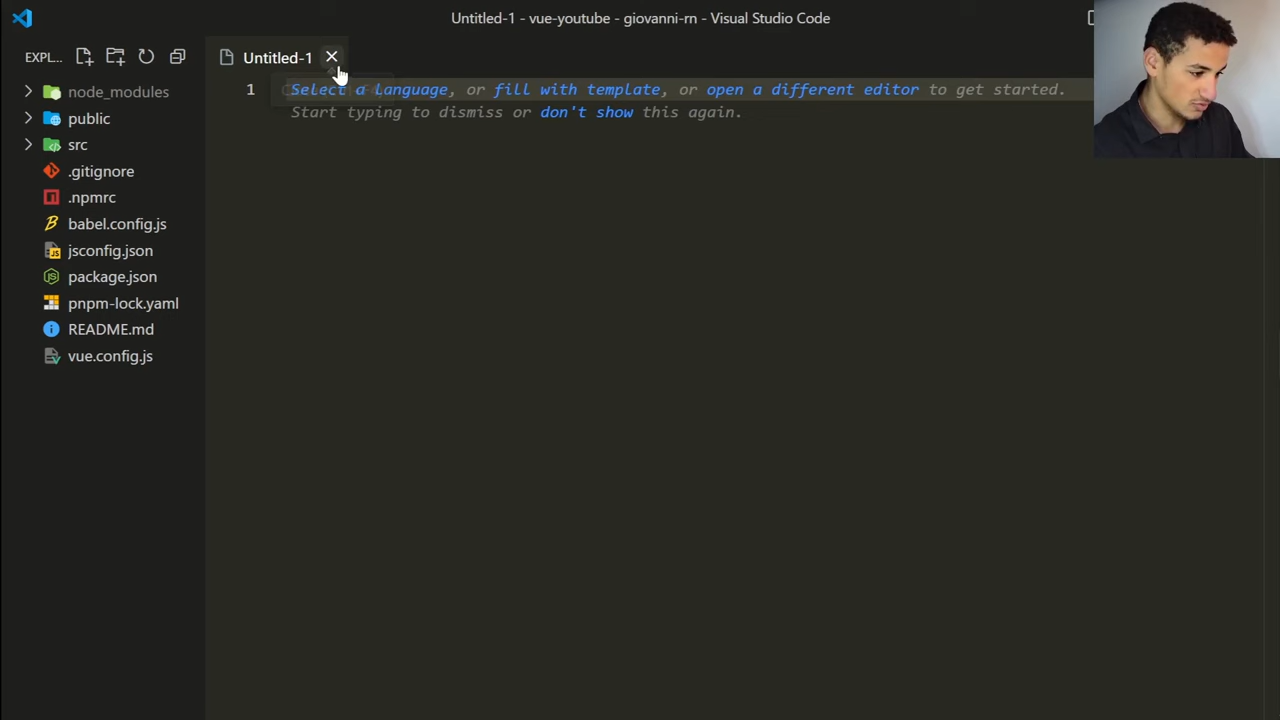 Untitled-1 - vue-youtube - giovanni-rn - Visual Studio Code
EXPL...
Untitled-1
1
Select a language, or fill with template, or open a different editor to get started.
Start typing to dismiss or don't show this again.
node_modules
public
src
.gitignore
.npmrc
babel.config.js
jsconfig.json
package.json
pnpm-lock.yaml
README.md
vue.config.js